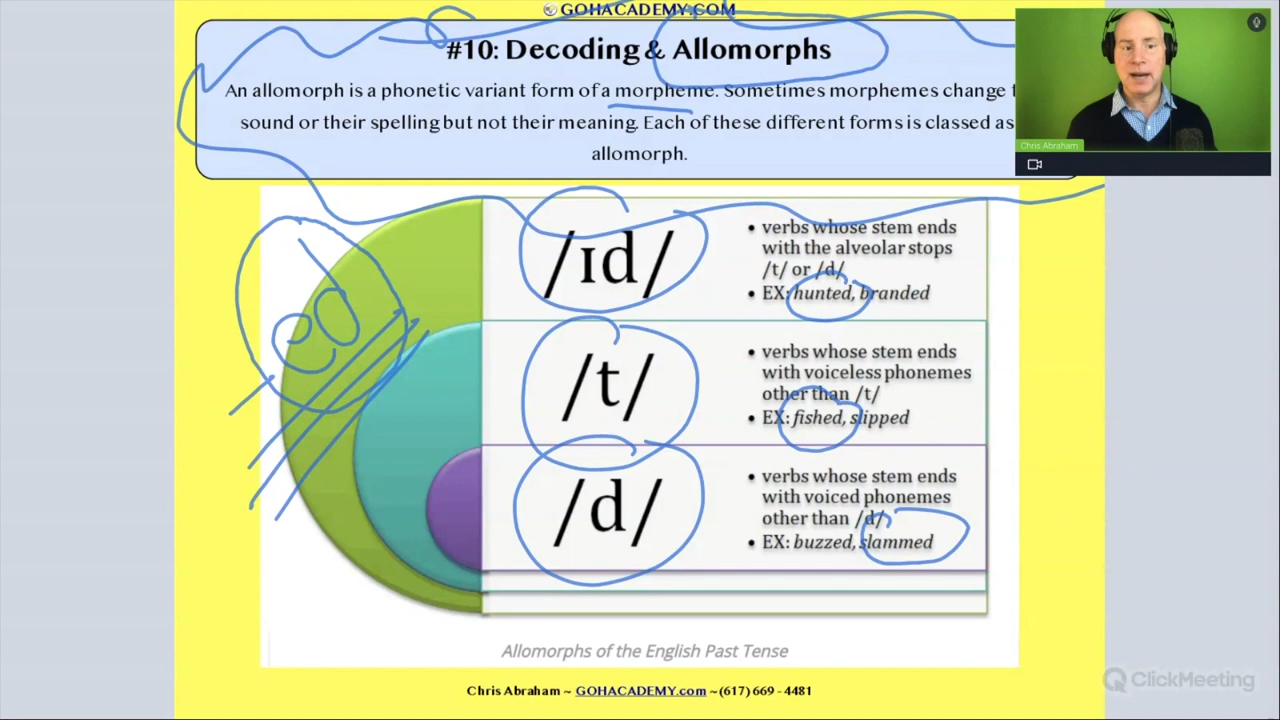 GOHACADEMY.COM
#10: Decoding & Allomorphs
An allomorph is a phonetic variant form of a morpheme. Sometimes morphemes change t
sound or their spelling but not their meaning. Each of these different forms is classed as
allomorph.
Chris Abraham
ed
/ɪd/
• verbs whose stem ends
with the alveolar stops
/t/ or /d/
• EX: hunted, branded
/t/
• verbs whose stem ends
with voiceless phonemes
other than /t/
• EX: fished, slipped
/d/
• verbs whose stem ends
with voiced phonemes
other than /d/
• EX: buzzed, slammed
Allomorphs of the English Past Tense
Chris Abraham ~ GOHACADEMY.com ~(617) 669 - 4481
ClickMeeting